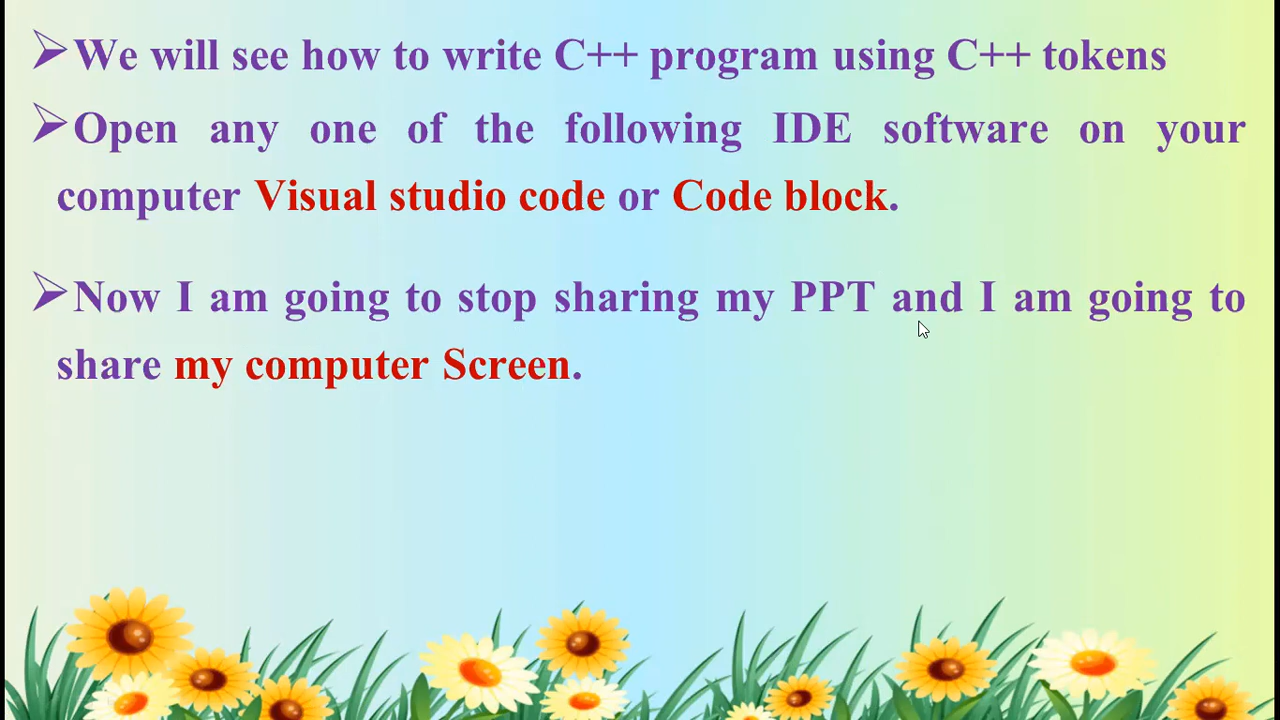 ➢We will see how to write C++ program using C++ tokens
➢Open any one of the following IDE software on your
computer Visual studio code or Code block.
➢Now I am going to stop sharing my PPT and I am going to
share my computer Screen.